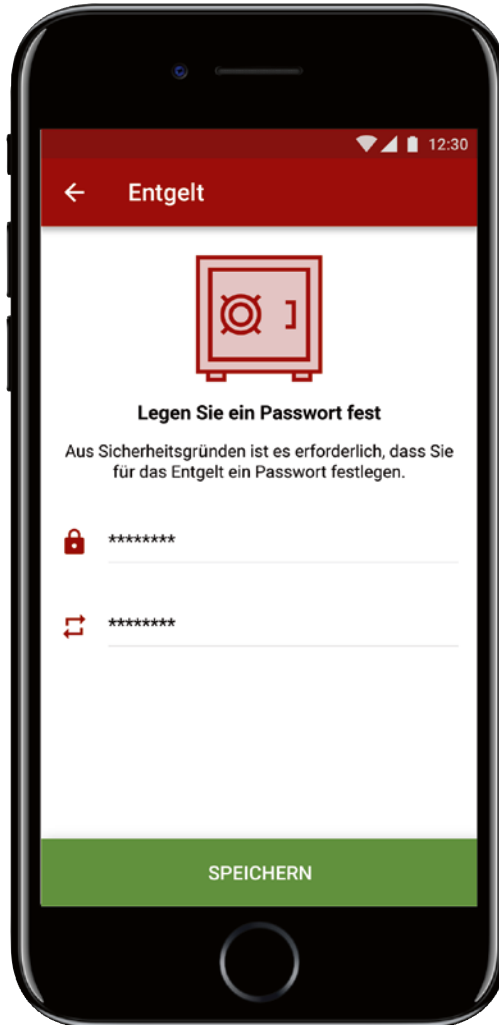 12:30
Entgelt
Legen Sie ein Passwort fest
Aus Sicherheitsgründen ist es erforderlich, dass Sie
für das Entgelt ein Passwort festlegen.
********
********
SPEICHERN